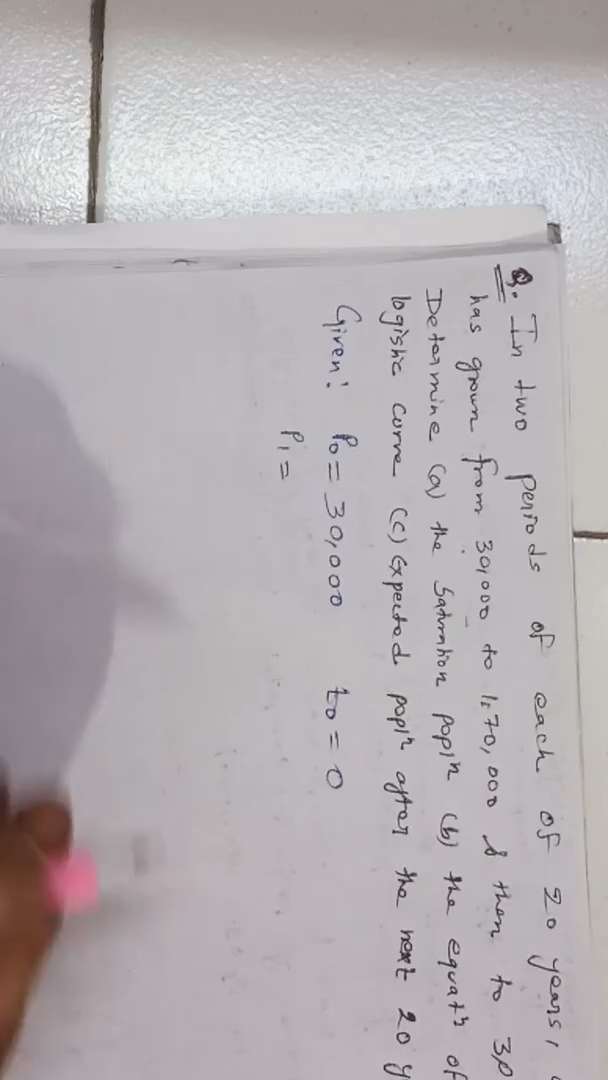 Q. In two periods of each of 20 years,
has grown from 30,000 to 1,70,000 & then to 3,0
Determine (a) the Saturation popln (b) the equatn of
logistic curve (c) Expected popln after the next 20 y
Given: P0 = 30,000 t0 = 0
P1 =